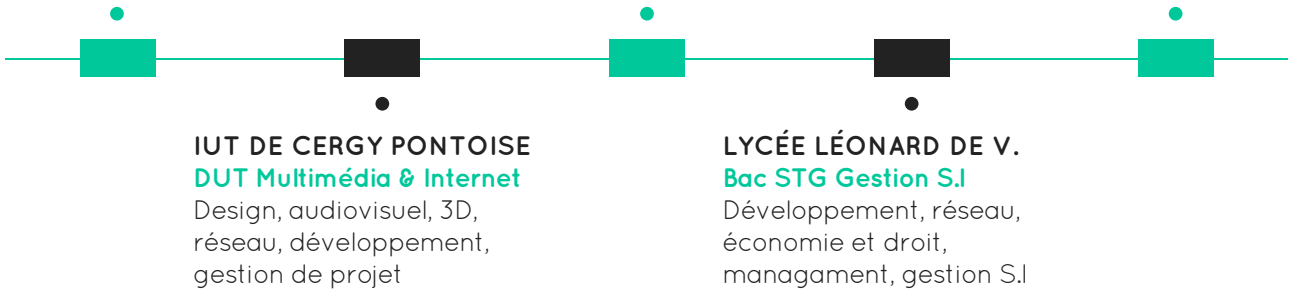 IUT DE CERGY PONTOISE
DUT Multimédia & Internet
Design, audiovisuel, 3D,
réseau, développement,
gestion de projet
LYCÉE LÉONARD DE V.
Bac STG Gestion S.I
Développement, réseau,
économie et droit,
managament, gestion S.I